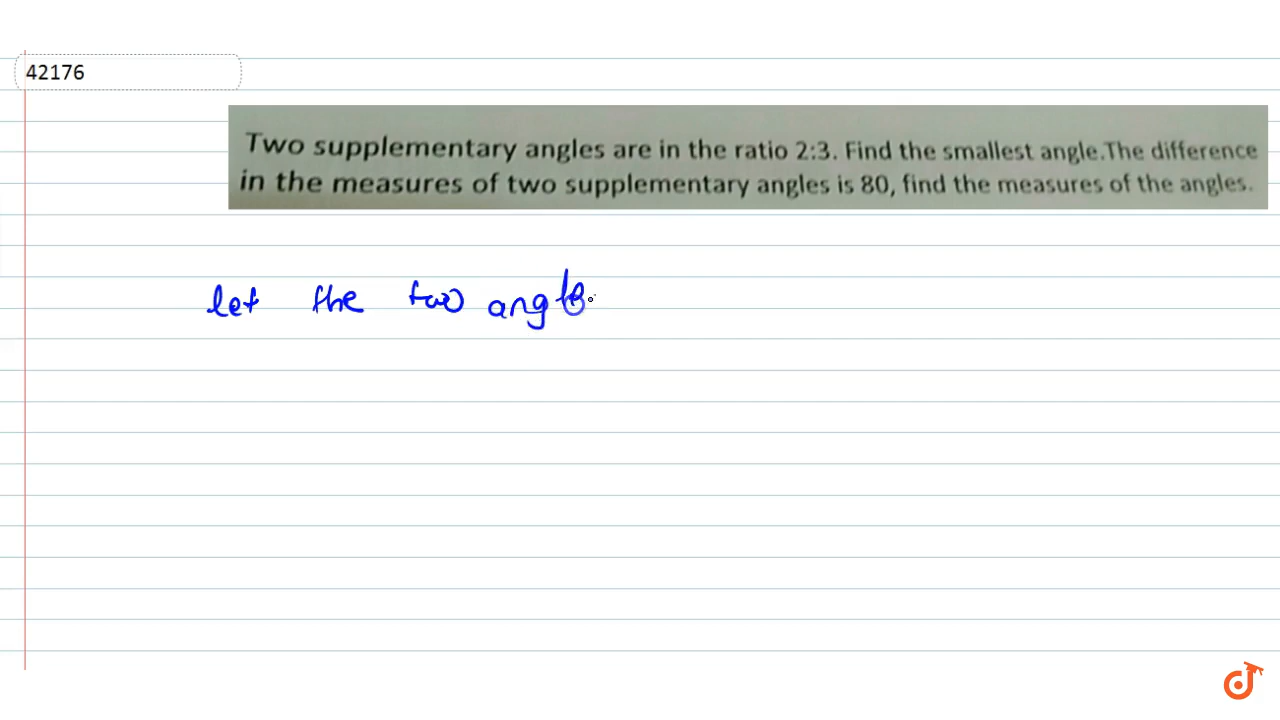 42176
Two supplementary angles are in the ratio 2:3. Find the smallest angle.The difference
in the measures of two supplementary angles is 80, find the measures of the angles.
let the two angle